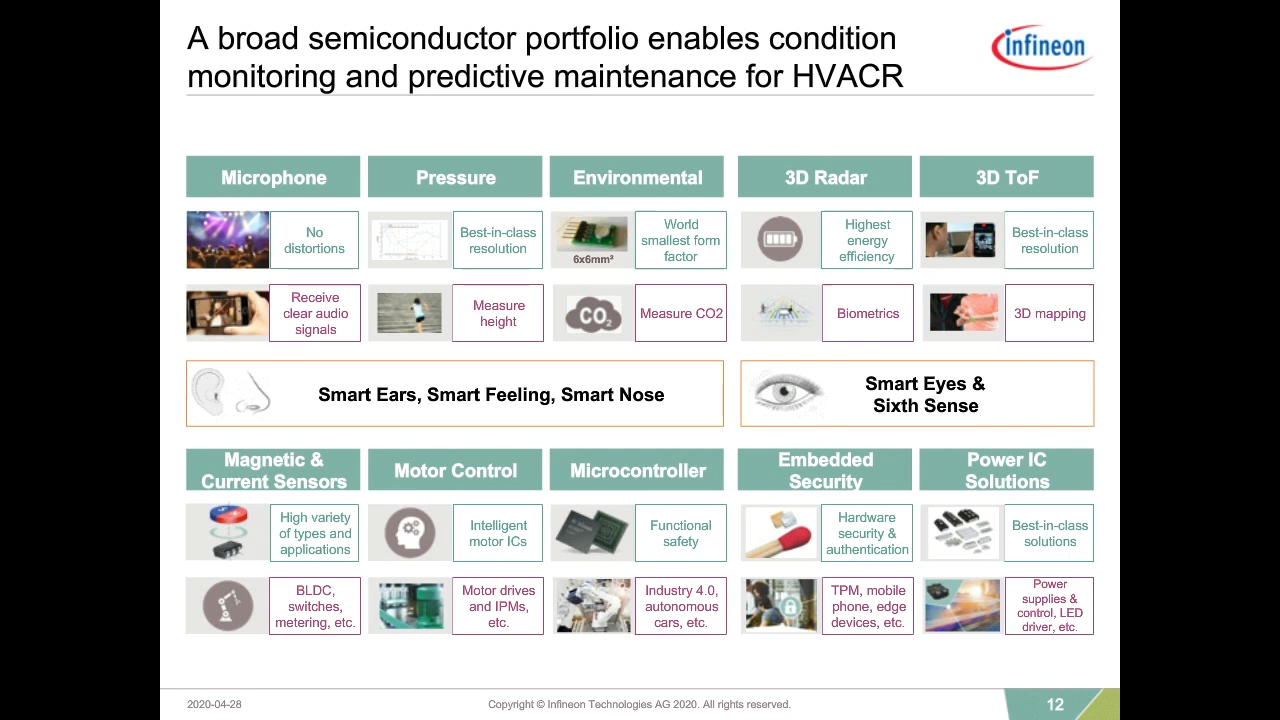 A broad semiconductor portfolio enables condition
monitoring and predictive maintenance for HVACR
infineon
Microphone
Pressure
Environmental
3D Radar
3D ToF
No
distortions
Best-in-class
resolution
6x6mm²
World
smallest form
factor
Highest
energy
efficiency
Best-in-class
resolution
Receive
clear audio
signals
Measure
height
CO2
Measure CO2
Biometrics
3D mapping
Smart Ears, Smart Feeling, Smart Nose
Smart Eyes &
Sixth Sense
Magnetic &
Current Sensors
Motor Control
Microcontroller
Embedded
Security
Power IC
Solutions
High variety
of types and
applications
Intelligent
motor ICs
Functional
safety
Hardware
security &
authentication
Best-in-class
solutions
BLDC,
switches,
metering, etc.
Motor drives
and IPMs,
etc.
Industry 4.0,
autonomous
cars, etc.
TPM, mobile
phone, edge
devices, etc.
Power
supplies &
control, LED
driver, etc.
2020-04-28
Copyright © Infineon Technologies AG 2020. All rights reserved.
12